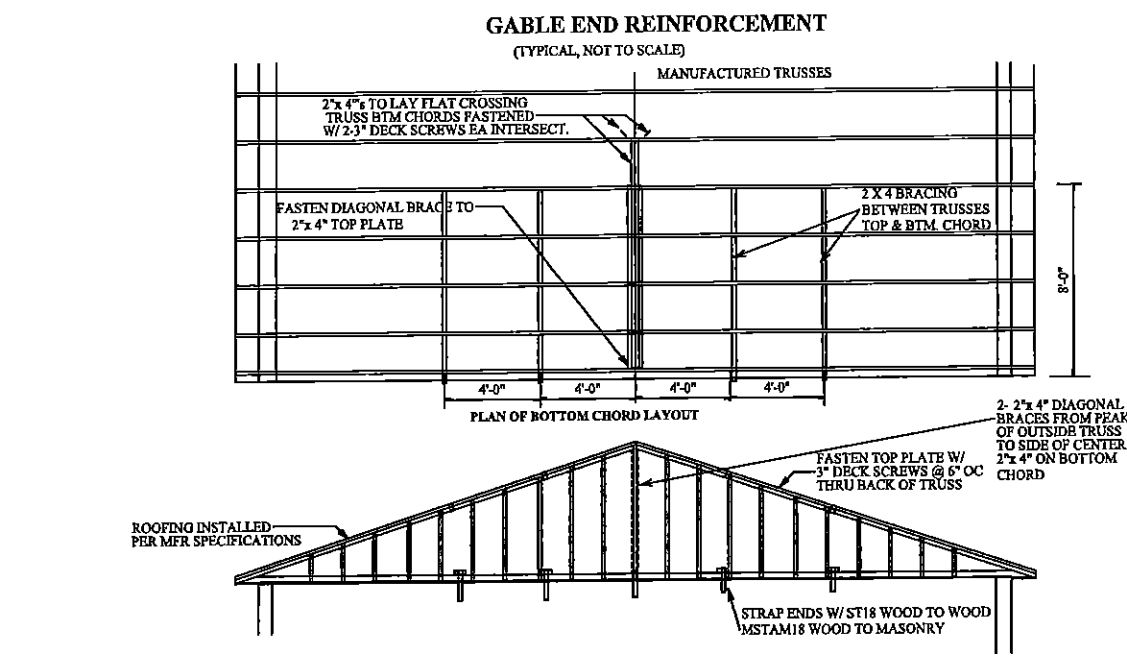 GABLE END REINFORCEMENT
(TYPICAL, NOT TO SCALE)
MANUFACTURED TRUSSES
2"x 4"'s TO LAY FLAT CROSSING
TRUSS BTM CHORDS FASTENED
W/ 2-3" DECK SCREWS EA INTERSECT.
FASTEN DIAGONAL BRACE TO
2"x 4" TOP PLATE
2 X 4 BRACING
BETWEEN TRUSSES
TOP & BTM. CHORD
8'-0"
4'-0"
4'-0"
4'-0"
4'-0"
PLAN OF BOTTOM CHORD LAYOUT
2- 2"x 4" DIAGONAL
BRACES FROM PEAK
OF OUTSIDE TRUSS
TO SIDE OF CENTER
2"x 4" ON BOTTOM
CHORD
FASTEN TOP PLATE W/
3" DECK SCREWS @ 6" OC
THRU BACK OF TRUSS
ROOFING INSTALLED
PER MFR SPECIFICATIONS
STRAP ENDS W/ ST18 WOOD TO WOOD
MSTAM18 WOOD TO MASONRY